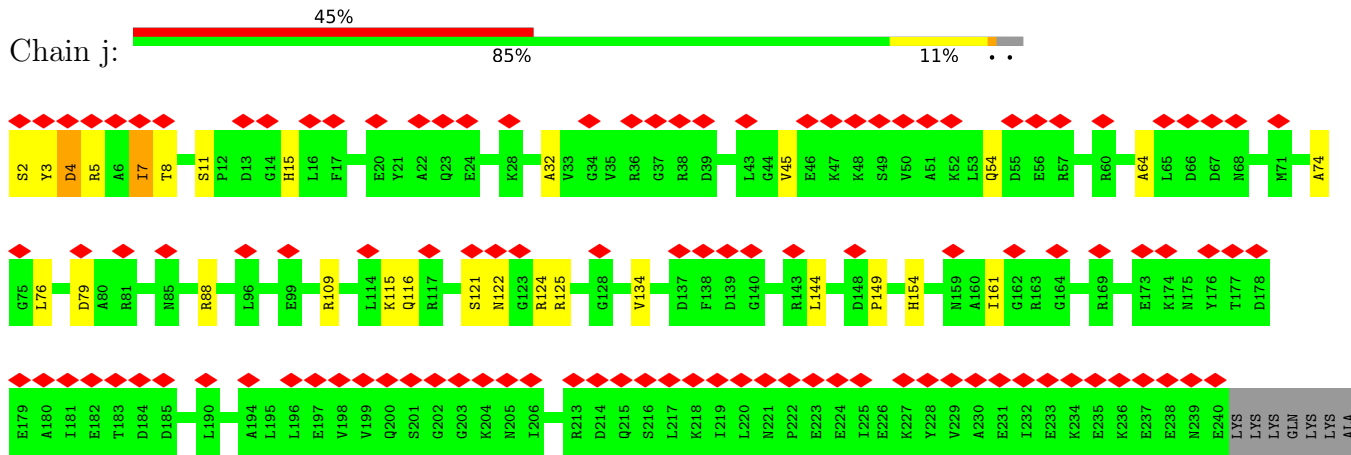 45%
Chain j:
85% 11% • •
S2 Y3 D4 R5 A6 I7 T8 S11 P12 D13 G14 H15 L16 F17 E20 Y21 A22 Q23 E24 K28 A32 V33 G34 V35 R36 G37 R38 D39 L43 G44 V45 E46 K47 K48 S49 V50 A51 K52 L53 Q54 D55 E56 R57 R60 A64 L65 D66 D67 N68 M71 A74
G75 L76 D79 A80 R81 N85 R88 L96 E99 R109 L114 K115 Q116 R117 S121 N122 G123 R124 R125 G128 V134 D137 F138 D139 G140 R143 L144 D148 P149 H154 N159 A160 I161 G162 R163 G164 R169 E173 K174 N175 Y176 T177 D178
E179 A180 I181 E182 T183 D184 D185 L190 A194 L195 L196 E197 V198 V199 Q200 S201 G202 G203 K204 N205 I206 R213 D214 Q215 S216 L217 K218 I219 L220 N221 P222 E223 E224 I225 E226 K227 Y228 V229 A230 E231 I232 E233 K234 E235 K236 E237 E238 N239 E240 LYS LYS LYS GLN LYS LYS ALA